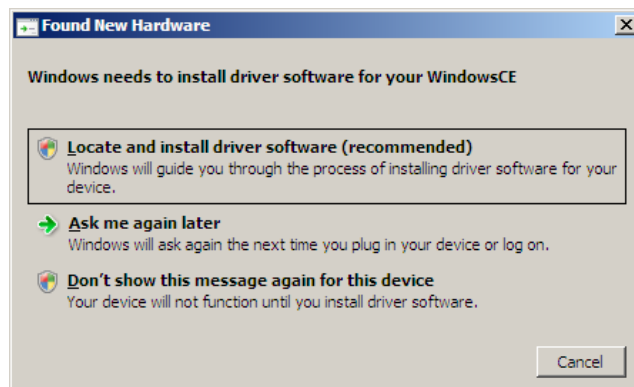 Found New Hardware
Windows needs to install driver software for your WindowsCE
Locate and install driver software (recommended)
Windows will guide you through the process of installing driver software for your
device.
Ask me again later
Windows will ask again the next time you plug in your device or log on.
Don't show this message again for this device
Your device will not function until you install driver software.
Cancel